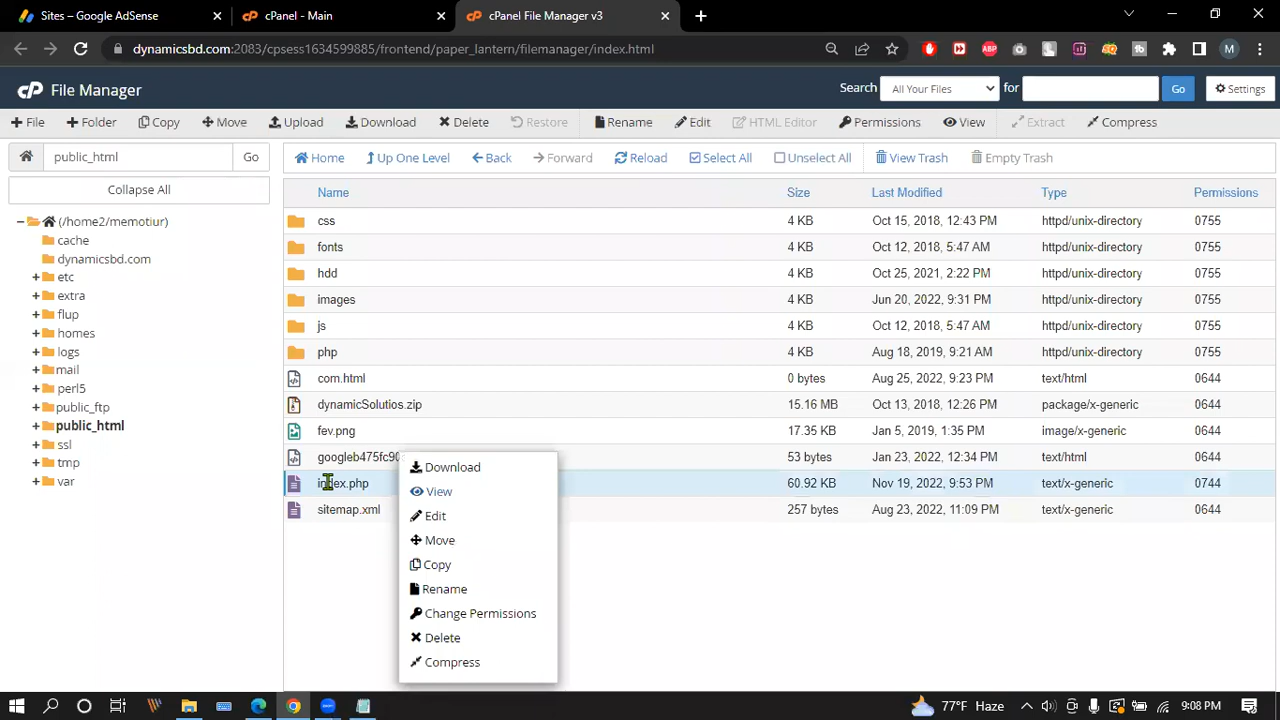 Sites – Google AdSense
cPanel - Main
cPanel File Manager v3
dynamicsbd.com:2083/cpsess1634599885/frontend/paper_lantern/filemanager/index.html
ABP
M
cP File Manager
Search All Your Files for Go Settings
File Folder Copy Move Upload Download Delete Restore Rename Edit HTML Editor Permissions View Extract Compress
public_html Go Home Up One Level Back Forward Reload Select All Unselect All View Trash Empty Trash
Collapse All
(/home2/memotiur)
cache
dynamicsbd.com
etc
extra
flup
homes
logs
mail
perl5
public_ftp
public_html
ssl
tmp
var
Name Size Last Modified Type Permissions
css 4 KB Oct 15, 2018, 12:43 PM httpd/unix-directory 0755
fonts 4 KB Oct 12, 2018, 5:47 AM httpd/unix-directory 0755
hdd 4 KB Oct 25, 2021, 2:22 PM httpd/unix-directory 0755
images 4 KB Jun 20, 2022, 9:31 PM httpd/unix-directory 0755
js 4 KB Oct 12, 2018, 5:47 AM httpd/unix-directory 0755
php 4 KB Aug 18, 2019, 9:21 AM httpd/unix-directory 0755
com.html 0 bytes Aug 25, 2022, 9:23 PM text/html 0644
dynamicSolutios.zip 15.16 MB Oct 13, 2018, 12:26 PM package/x-generic 0644
fev.png 17.35 KB Jan 5, 2019, 1:35 PM image/x-generic 0644
googleb475fc90 53 bytes Jan 23, 2022, 12:34 PM text/html 0644
index.php 60.92 KB Nov 19, 2022, 9:53 PM text/x-generic 0744
sitemap.xml 257 bytes Aug 23, 2022, 11:09 PM text/x-generic 0644
Download
View
Edit
Move
Copy
Rename
Change Permissions
Delete
Compress
77°F Haze 9:08 PM